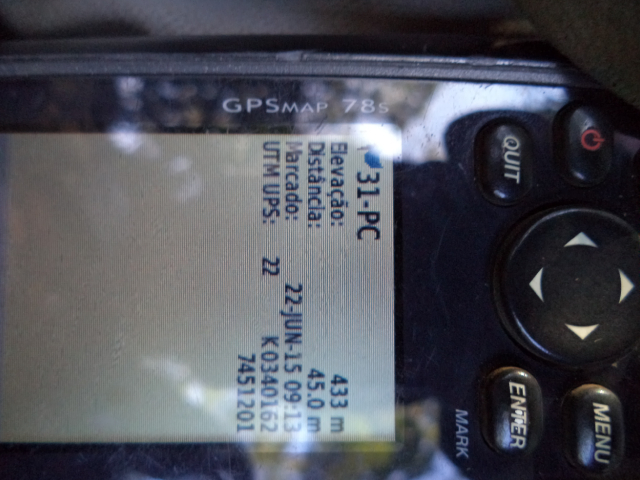 GPSMAP 78s
31-PC
Elevação: 433 m
Distância: 45.0 m
Marcado: 22-JUN-15 09:13
UTM UPS: 22 K 0340162
7451201
QUIT
ENTER
MENU
MARK